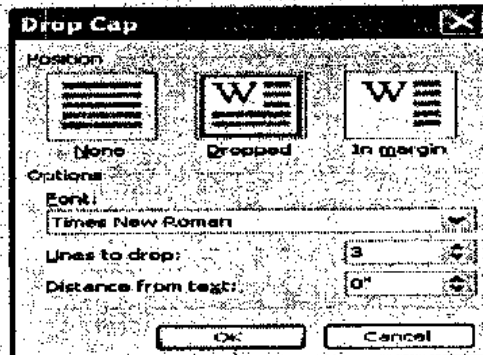 Drop Cap
Position
W W
None Dropped In margin
Options
Font:
Times New Roman
Lines to drop: 3
Distance from text: 0"
OK Cancel